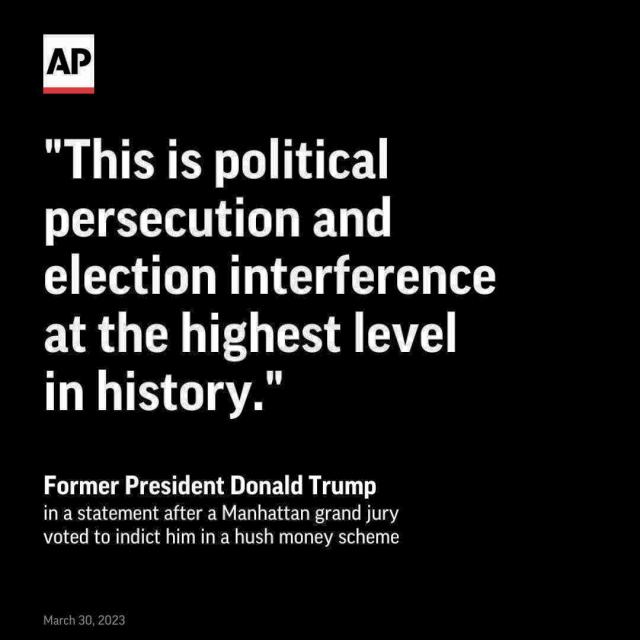 AP
"This is political
persecution and
election interference
at the highest level
in history."
Former President Donald Trump
in a statement after a Manhattan grand jury
voted to indict him in a hush money scheme
March 30, 2023